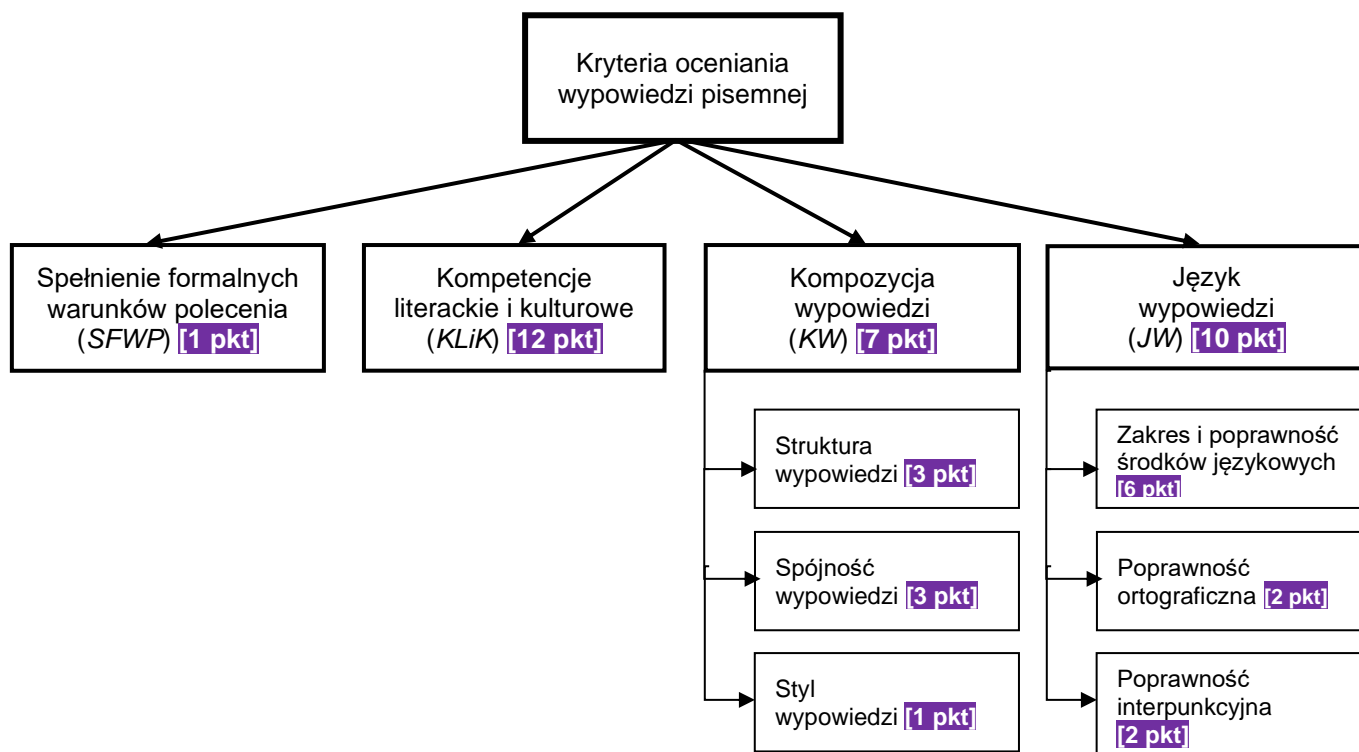 Kryteria oceniania
wypowiedzi pisemnej
Spełnienie formalnych
warunków polecenia
(SFWP) [1 pkt]
Kompetencje
literackie i kulturowe
(KLiK) [12 pkt]
Kompozycja
wypowiedzi
(KW) [7 pkt]
Język
wypowiedzi
(JW) [10 pkt]
Struktura
wypowiedzi [3 pkt]
Spójność
wypowiedzi [3 pkt]
Styl
wypowiedzi [1 pkt]
Zakres i poprawność
środków językowych
[6 pkt]
Poprawność
ortograficzna [2 pkt]
Poprawność
interpunkcyjna
[2 pkt]